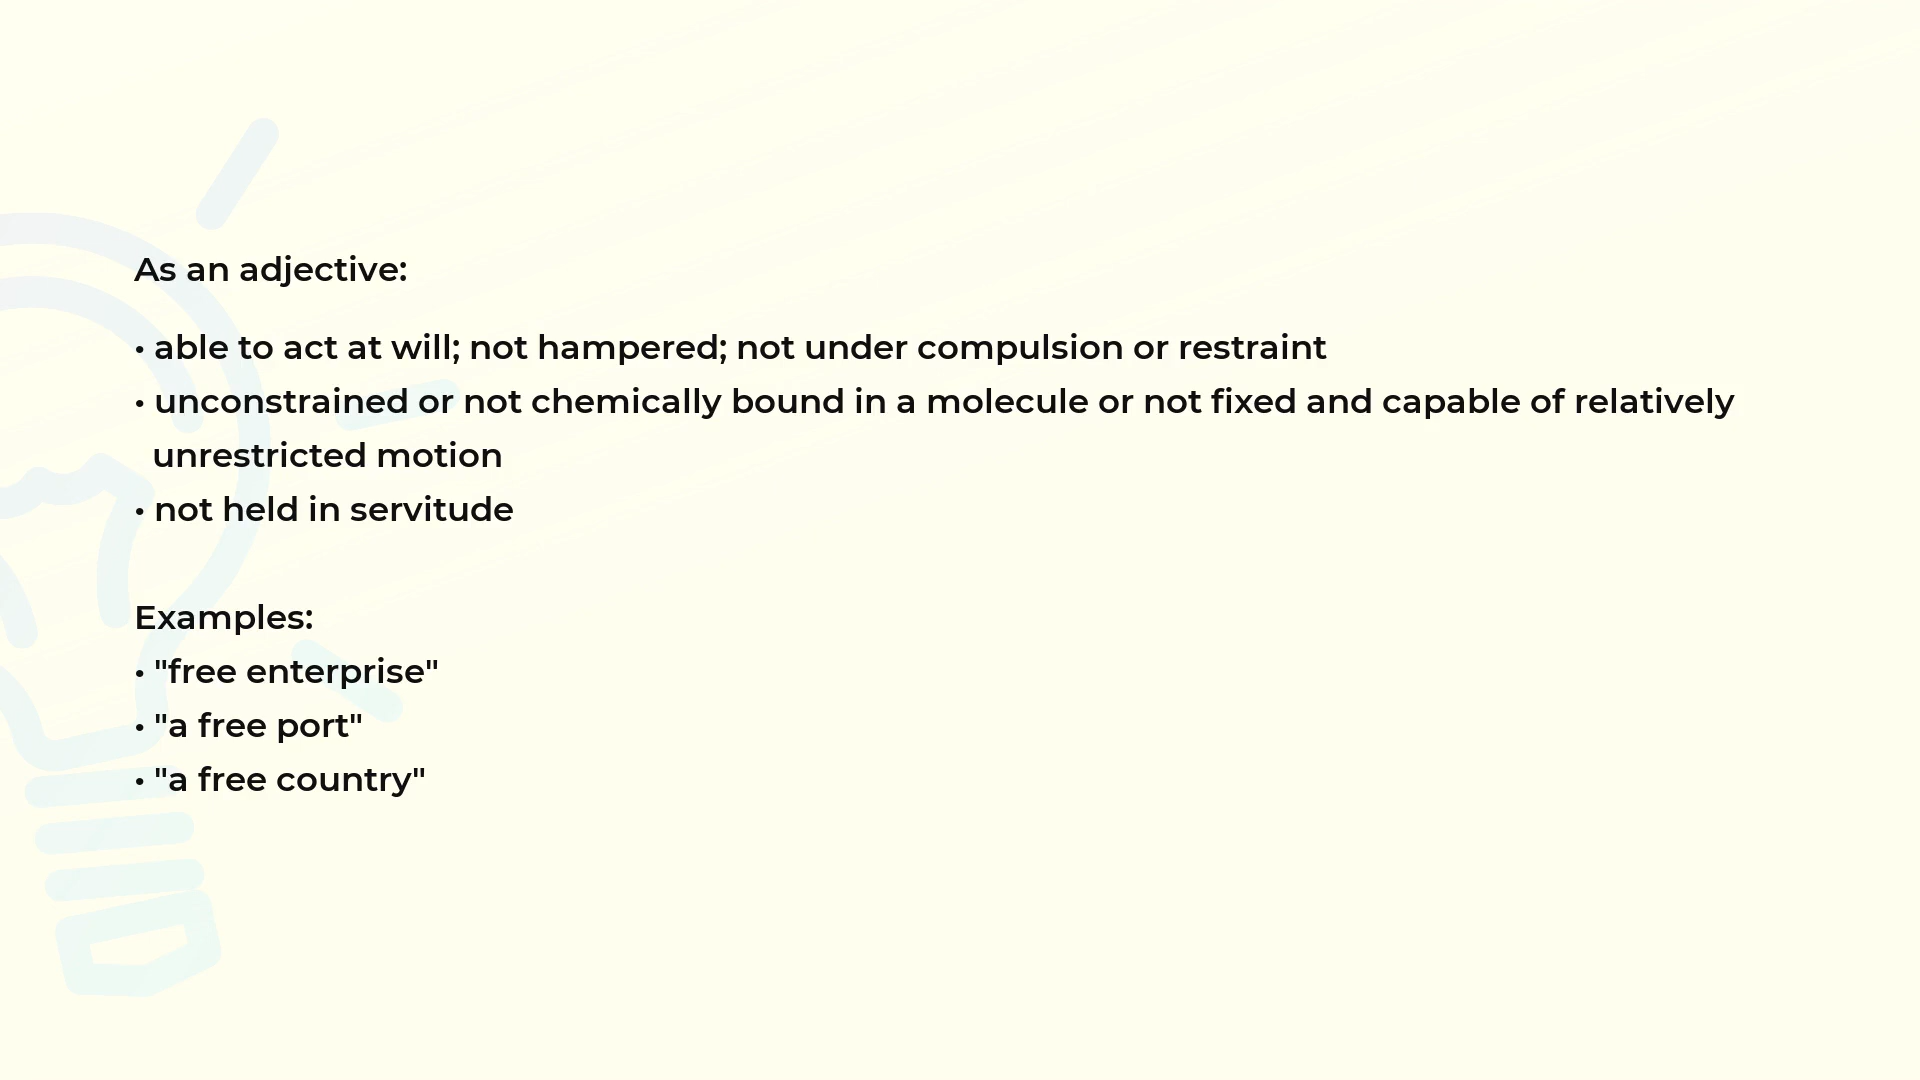 As an adjective:
• able to act at will; not hampered; not under compulsion or restraint
• unconstrained or not chemically bound in a molecule or not fixed and capable of relatively
unrestricted motion
• not held in servitude
Examples:
• "free enterprise"
• "a free port"
• "a free country"